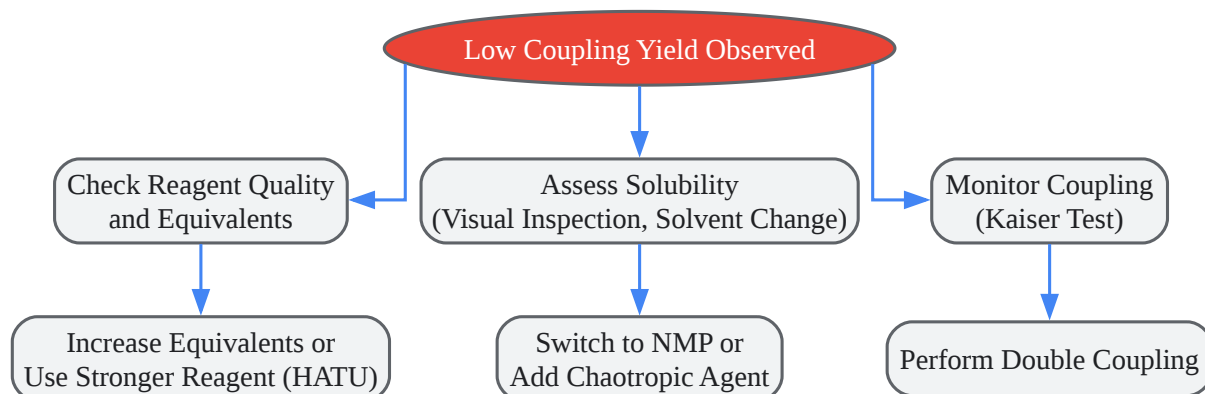 Low Coupling Yield Observed
Check Reagent Quality
and Equivalents
Assess Solubility
(Visual Inspection, Solvent Change)
Monitor Coupling
(Kaiser Test)
Increase Equivalents or
Use Stronger Reagent (HATU)
Switch to NMP or
Add Chaotropic Agent
Perform Double Coupling